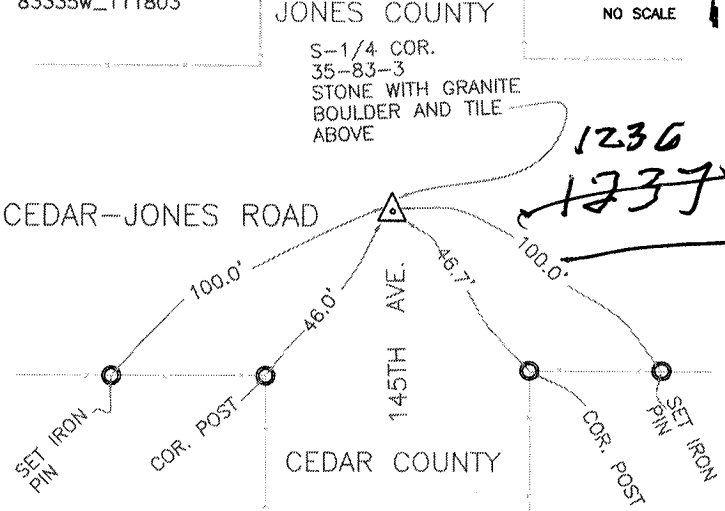 83335W_111803
JONES COUNTY
NO SCALE
S-1/4 COR.
35-83-3
STONE WITH GRANITE
BOULDER AND TILE
ABOVE
1236
1237
CEDAR-JONES ROAD
100.0'
46.0'
46.7'
100.0'
145TH AVE.
SET IRON
PIN
COR. POST
CEDAR COUNTY
COR. POST
SET IRON
PIN